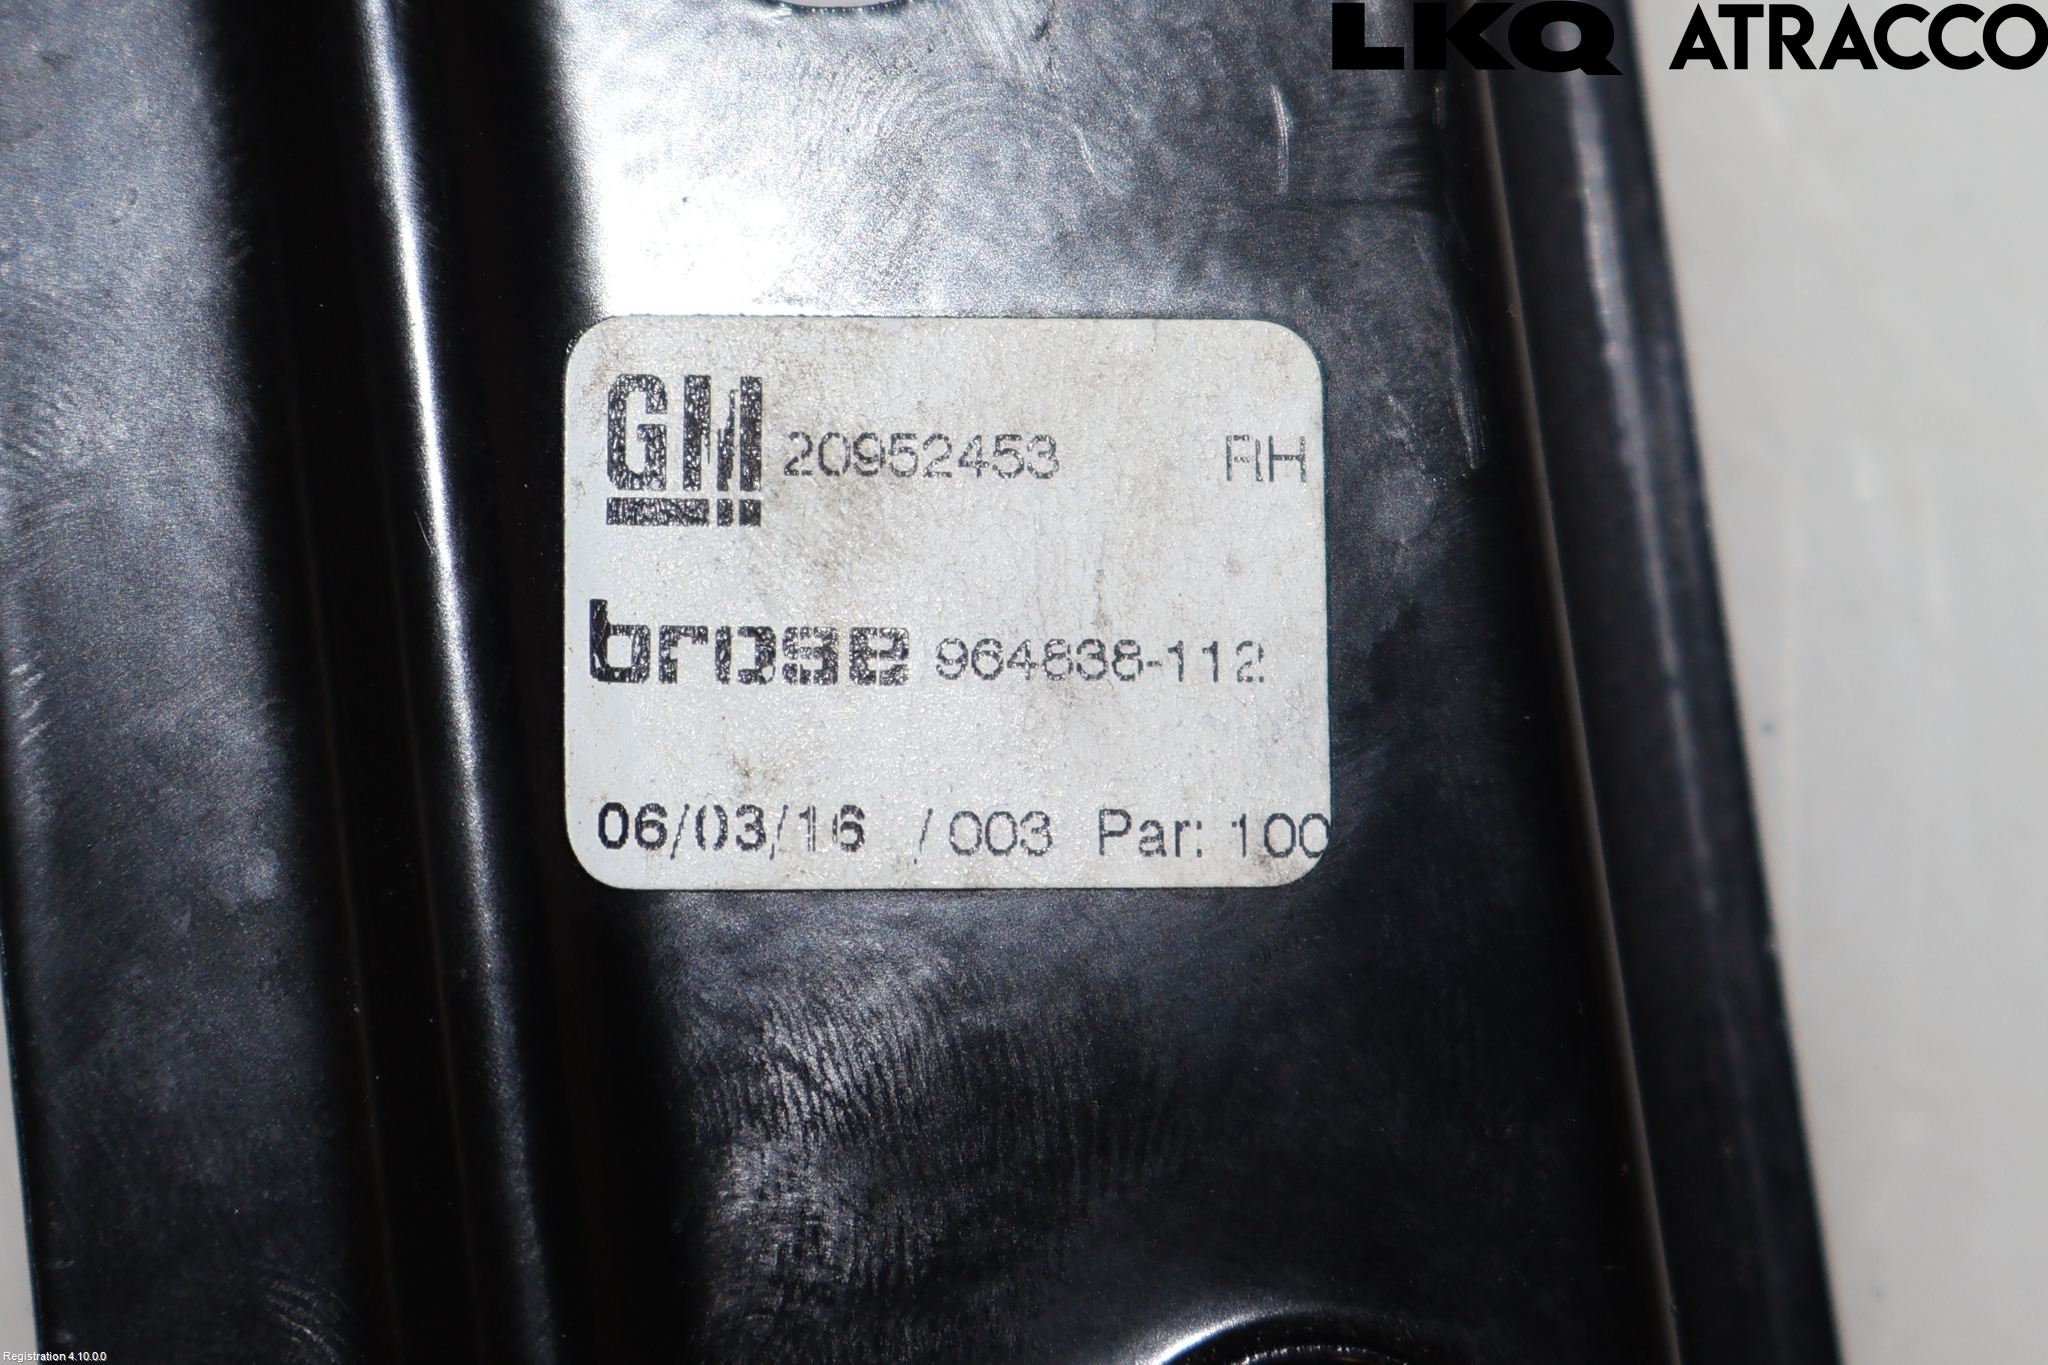 LKQ ATRACCO
GM 20952453 RH
brose 964838-112
06/03/16 /003 Par: 100
Registration 4.10.0.0